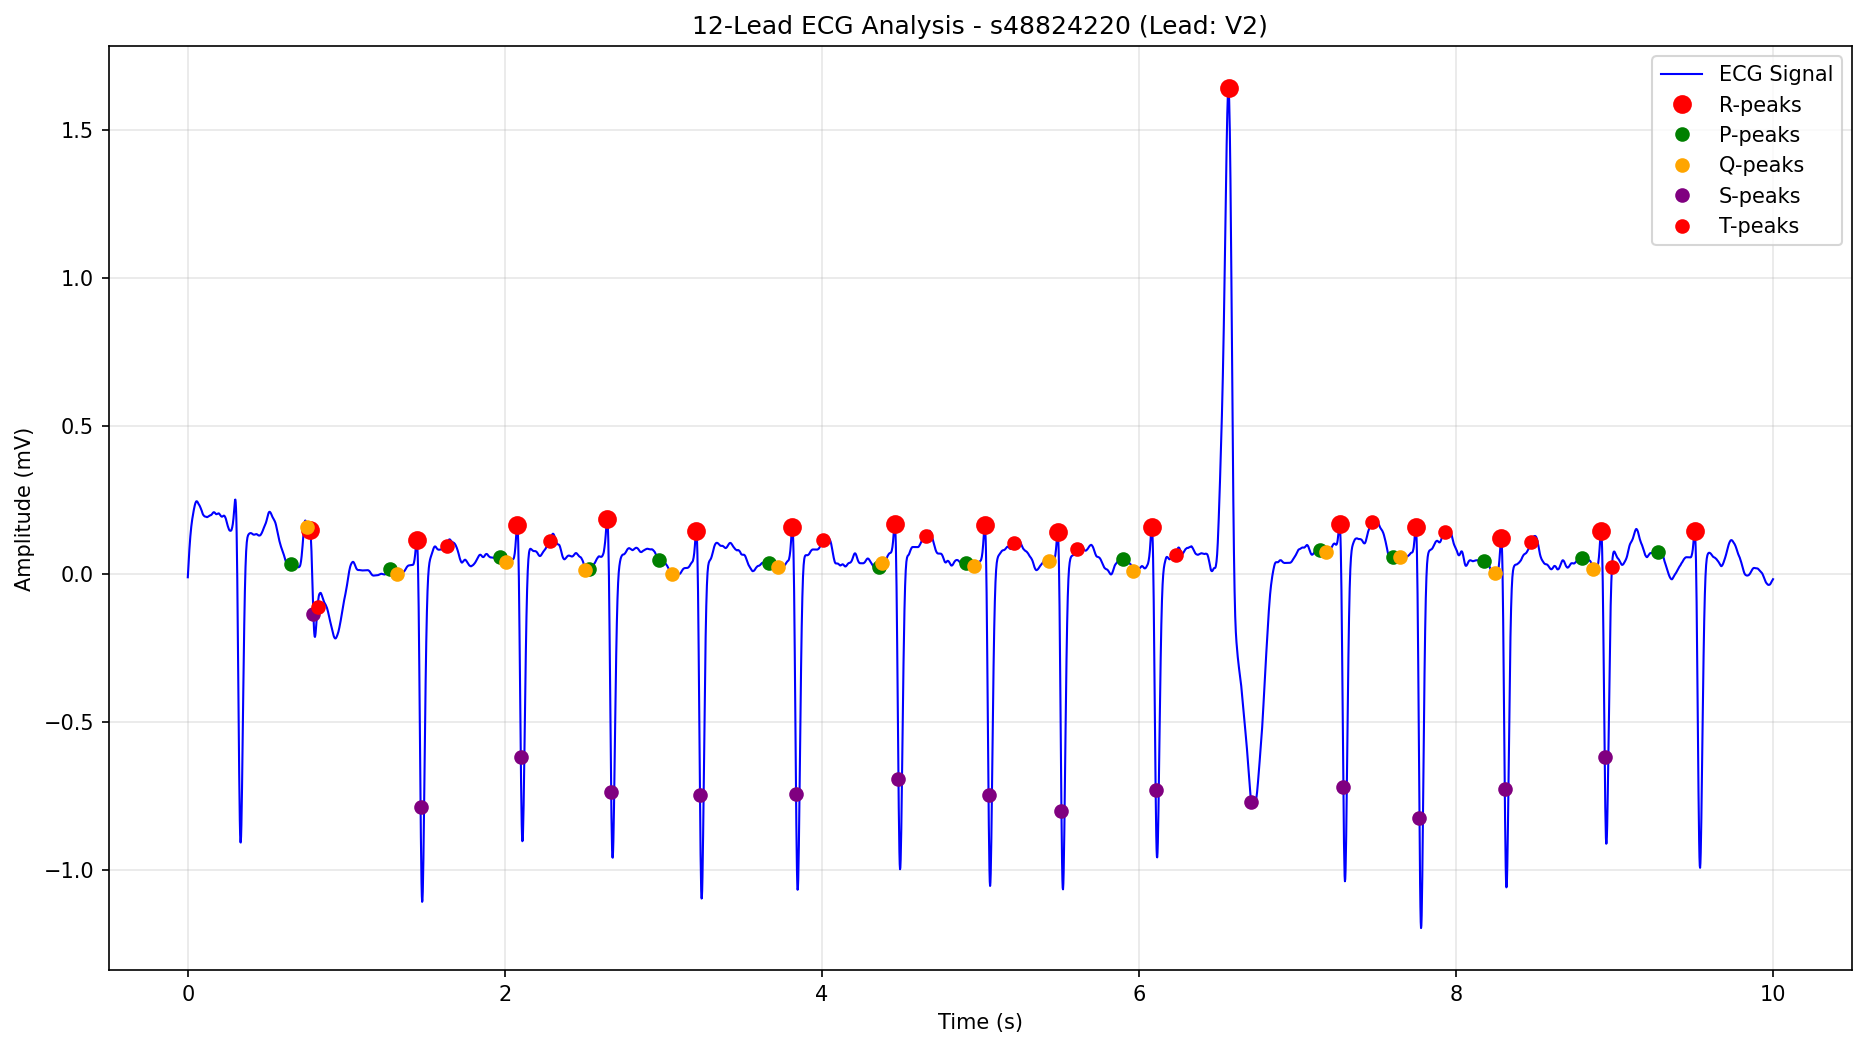 12-Lead ECG Analysis - s48824220 (Lead: V2)
ECG Signal
R-peaks
P-peaks
Q-peaks
S-peaks
T-peaks
Amplitude (mV)
1.5
1.0
0.5
0.0
−0.5
−1.0
0 2 4 6 8 10
Time (s)